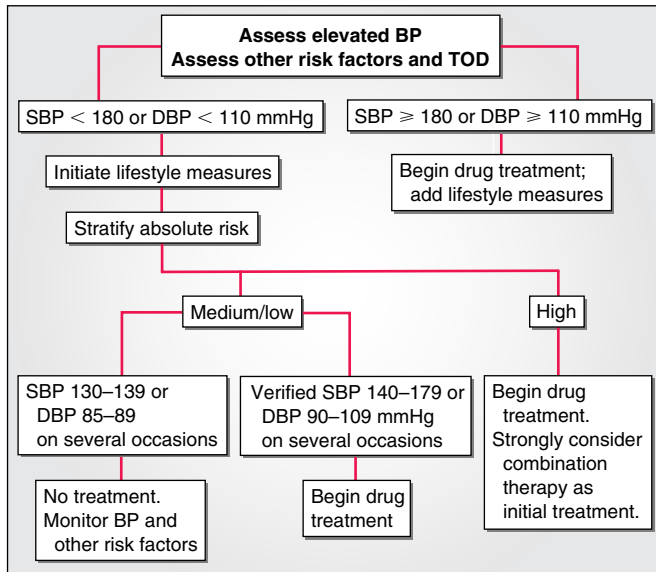 Assess elevated BP
Assess other risk factors and TOD
SBP < 180 or DBP < 110 mmHg
SBP ≥ 180 or DBP ≥ 110 mmHg
Initiate lifestyle measures
Begin drug treatment;
add lifestyle measures
Stratify absolute risk
Medium/low
High
SBP 130–139 or
DBP 85–89
on several occasions
Verified SBP 140–179 or
DBP 90–109 mmHg
on several occasions
Begin drug
treatment.
Strongly consider
combination
therapy as
initial treatment.
No treatment.
Monitor BP and
other risk factors
Begin drug
treatment